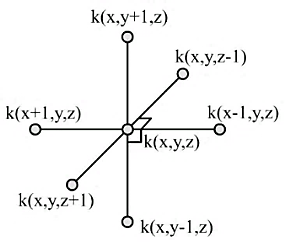 k(x,y+1,z)
k(x,y,z-1)
k(x+1,y,z)
k(x-1,y,z)
k(x,y,z)
k(x,y,z+1)
k(x,y-1,z)